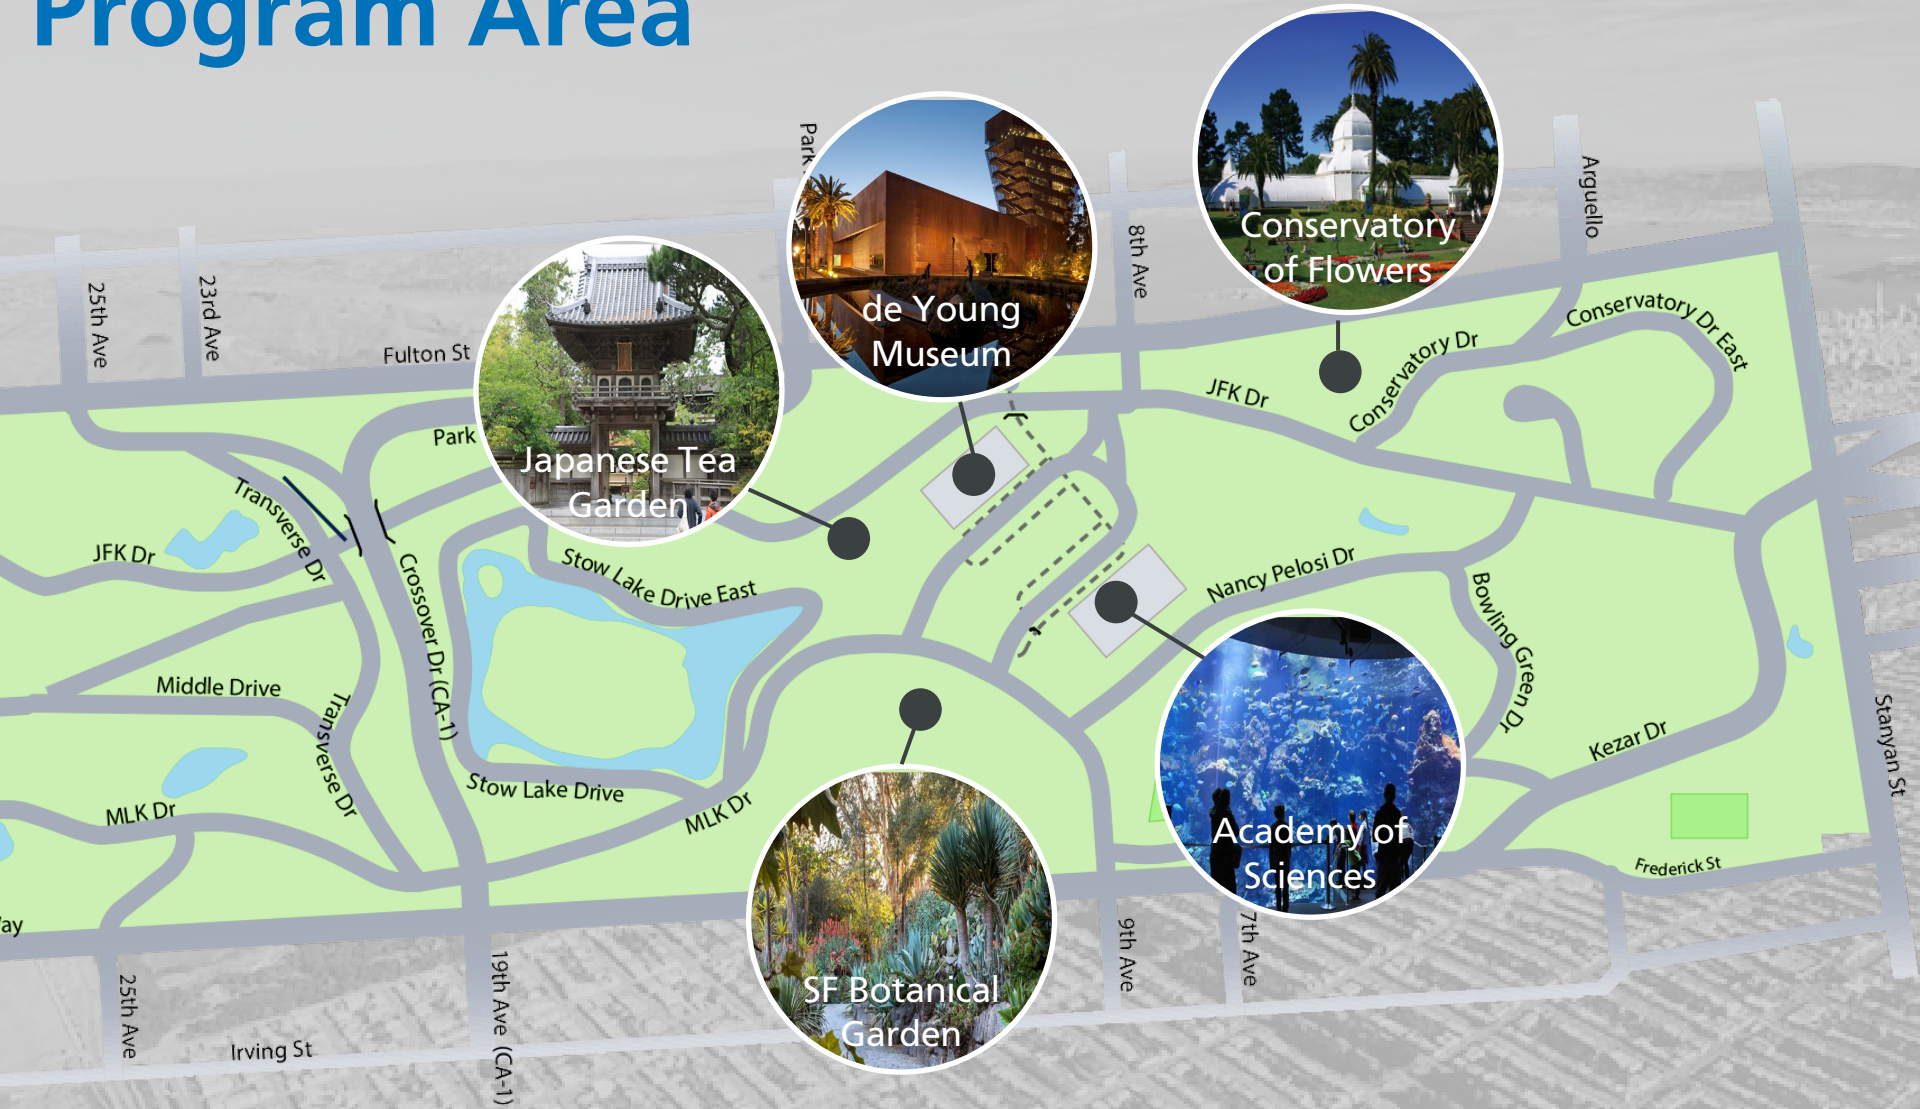 Program Area
Park
Arguello
8th Ave
Conservatory
of Flowers
25th Ave
23rd Ave
Fulton St
de Young
Museum
Conservatory Dr East
Conservatory Dr
JFK Dr
Park
Japanese Tea
Garden
Transverse Dr
JFK Dr
Crossover Dr (CA-1)
Stow Lake Drive East
Nancy Pelosi Dr
Bowling Green Dr
Middle Drive
Transverse Dr
Kezar Dr
Stanyan St
Stow Lake Drive
MLK Dr
MLK Dr
Academy of
Sciences
Frederick St
25th Ave
19th Ave (CA-1)
SF Botanical
Garden
9th Ave
7th Ave
Irving St